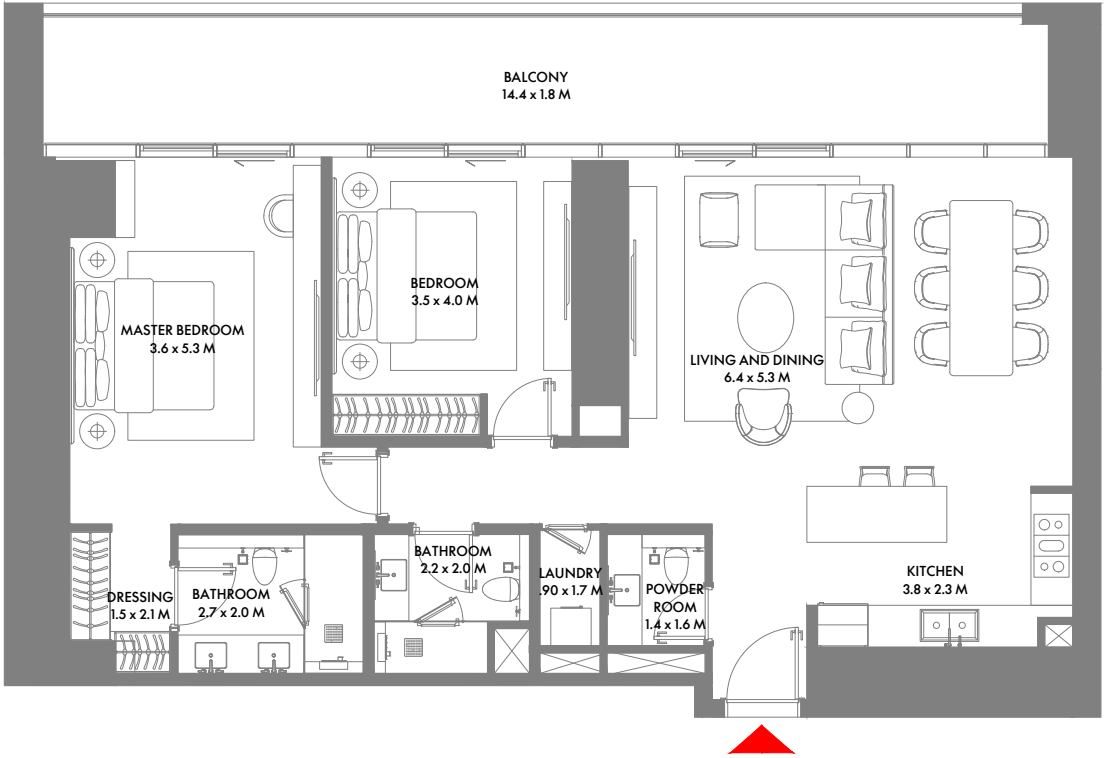 BALCONY
14.4 x 1.8 M
BEDROOM
3.5 x 4.0 M
MASTER BEDROOM
3.6 x 5.3 M
LIVING AND DINING
6.4 x 5.3 M
BATHROOM
2.2 x 2.0 M
LAUNDRY
.90 x 1.7 M
KITCHEN
3.8 x 2.3 M
DRESSING
1.5 x 2.1 M
BATHROOM
2.7 x 2.0 M
POWDER
ROOM
1.4 x 1.6 M